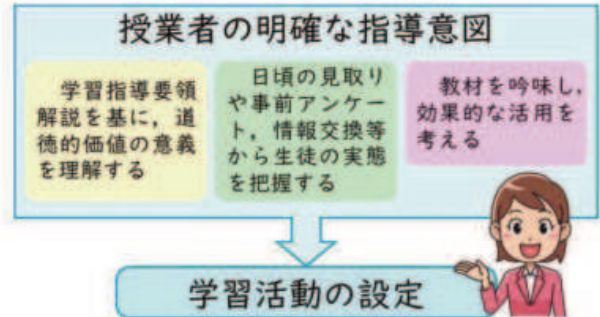 授業者の明確な指導意図
学習指導要領
解説を基に，道
徳的価値の意義
を理解する
日頃の見取り
や事前アンケー
ト，情報交換等
から生徒の実態
を把握する
教材を吟味し，
効果的な活用を
考える
学習活動の設定